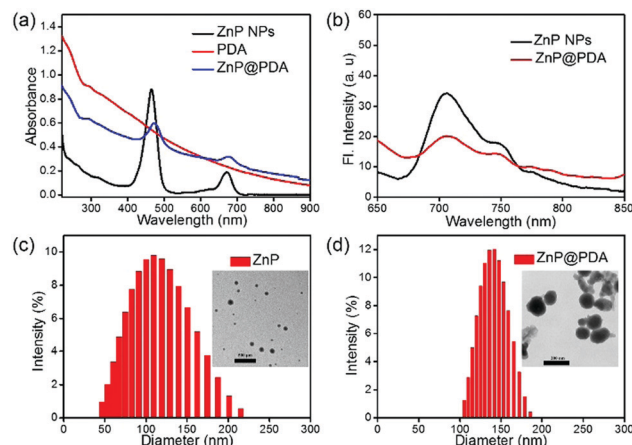 (a)
ZnP NPs
PDA
ZnP@PDA
Absorbance
1.4
1.2
1.0
0.8
0.6
0.4
0.2
0.0
300 400 500 600 700 800 900
Wavelength (nm)
(b)
ZnP NPs
ZnP@PDA
Fl. Intensity (a. u)
60
50
40
30
20
10
0
650 700 750 800 850
Wavelength (nm)
(c)
ZnP
Intensity (%)
10
8
6
4
2
0
0 50 100 150 200 250 300
Diameter (nm)
(d)
ZnP@PDA
Intensity (%)
12
10
8
6
4
2
0
0 50 100 150 200 250 300
Diameter (nm)